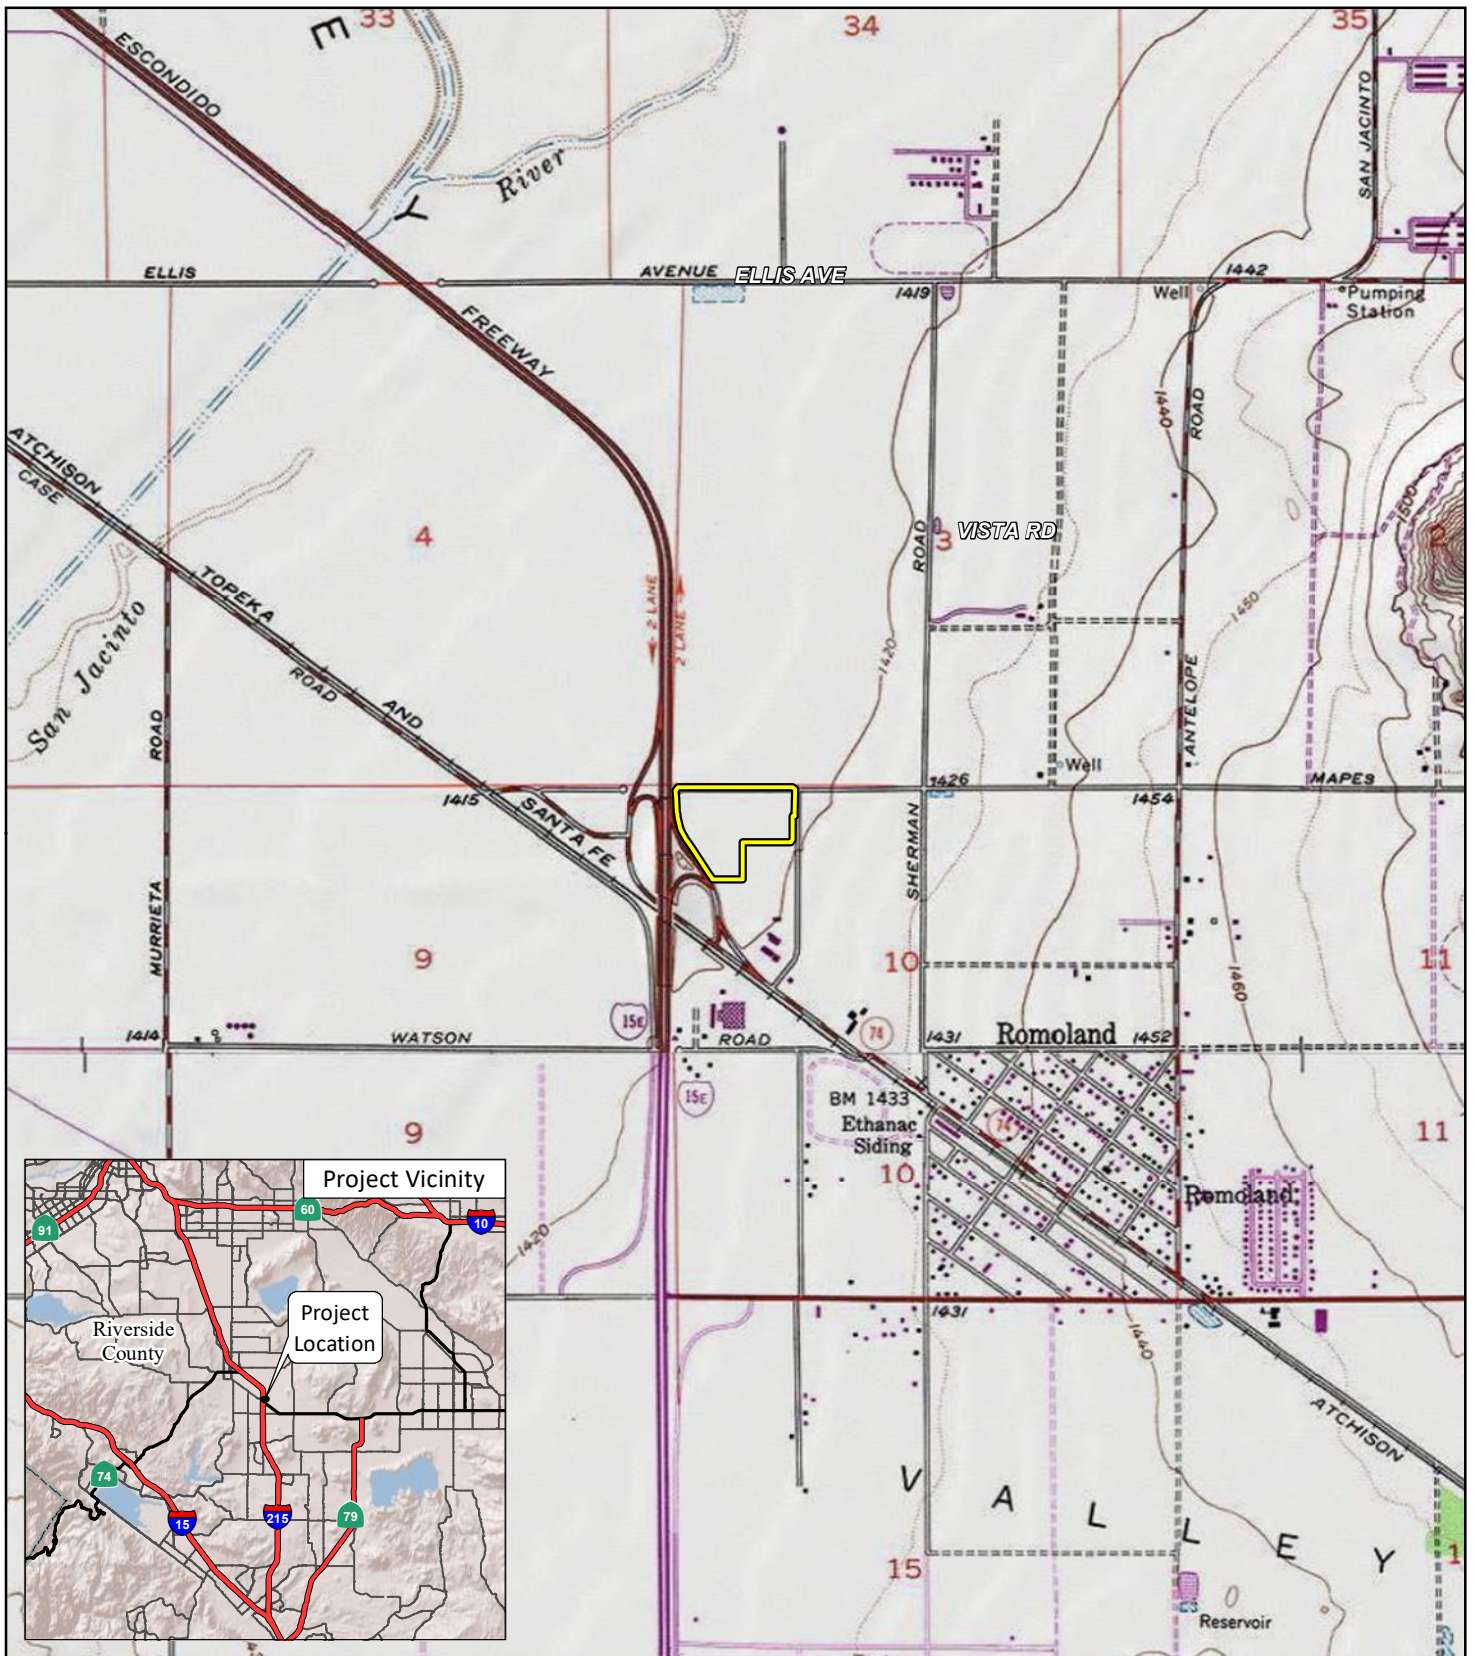 33
34
35
E
ESCONDIDO
SAN JACINTO
River
Y
ELLIS
AVENUE
ELLIS AVE
1442
1419
Well
Pumping
Station
FREEWAY
1440
ROAD
ATCHISON
CASE
1500
4
ROAD
3
VISTA RD
2
TOPEKA
2 LANE
2 LANE
1450
San Jacinto
1420
ROAD
ROAD
AND
ANTELOPE
Well
1426
MAPES
1415
SANTA FE
1454
SHERMAN
MURRIETA
9
10
11
1460
15E
74
1414
WATSON
ROAD
1431
Romoland
1452
15E
BM 1433
Ethanac
Siding
74
9
10
11
Romoland
1420
1431
1440
ATCHISON
V A L L E Y
15
1
Reservoir
Project Vicinity
60
10
91
Project
Location
Riverside
County
74
15
215
79